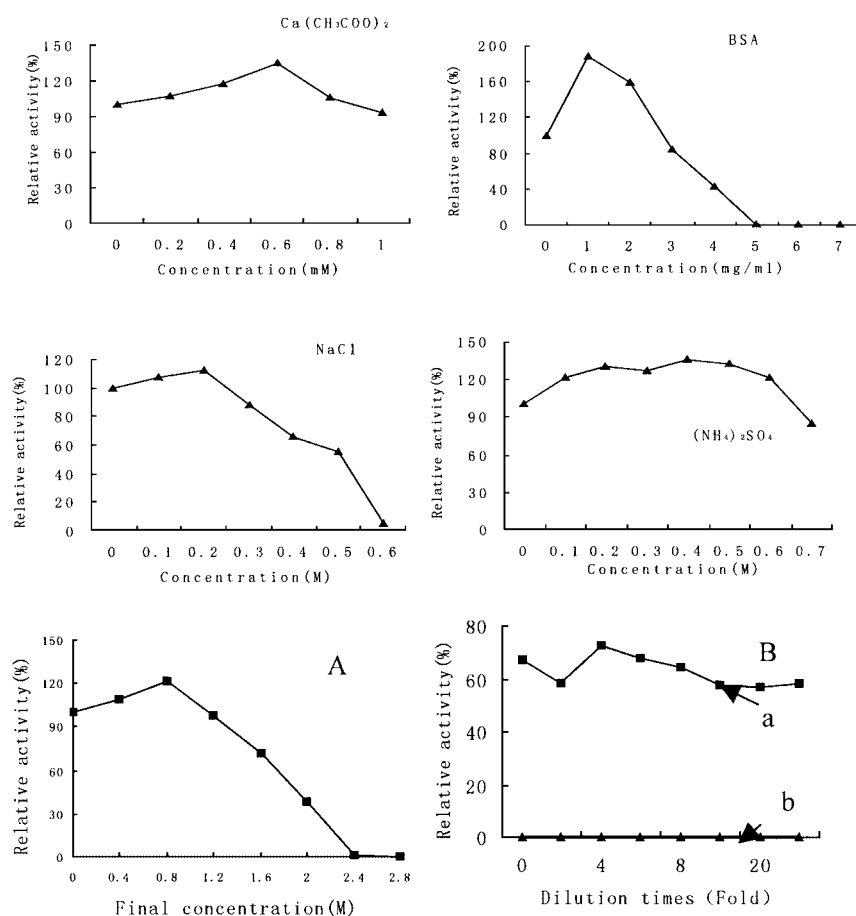 Ca(CH₃COO)₂
Relative activity(%)
150
120
90
60
30
0
0 0.2 0.4 0.6 0.8 1
Concentration(mM)
BSA
Relative activity(%)
200
160
120
80
40
0
0 1 2 3 4 5 6 7
Concentration(mg/ml)
NaCl
Relative activity(%)
120
100
80
60
40
20
0
0 0.1 0.2 0.3 0.4 0.5 0.6
Concentration(M)
(NH₄)₂SO₄
Relative activity(%)
150
120
90
60
30
0
0 0.1 0.2 0.3 0.4 0.5 0.6 0.7
Concentration(M)
A
Relative activity(%)
150
120
90
60
30
0
0 0.4 0.8 1.2 1.6 2 2.4 2.8
Final concentration(M)
B
Relative activity(%)
80
60
40
20
0
a
b
0 4 8 20
Dilution times (Fold)